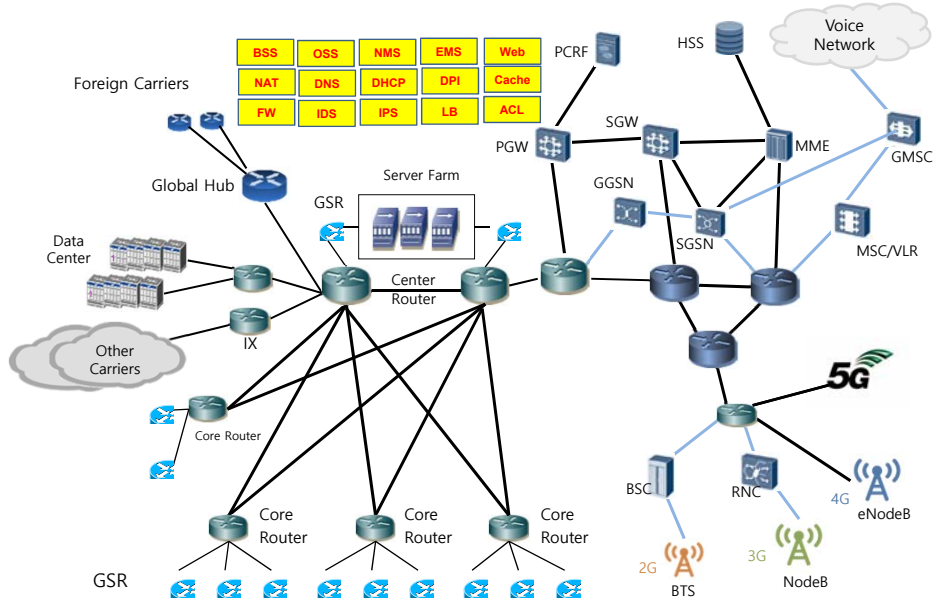 BSS
OSS
NMS
EMS
Web
NAT
DNS
DHCP
DPI
Cache
FW
IDS
IPS
LB
ACL
PCRF
HSS
Voice
Network
Foreign Carriers
PGW
SGW
MME
GMSC
Global Hub
Server Farm
GSR
GGSN
SGSN
MSC/VLR
Data
Center
Center
Router
IX
Other
Carriers
5G
Core Router
BSC
RNC
4G
eNodeB
Core
Router
Core
Router
Core
Router
2G
BTS
3G
NodeB
GSR